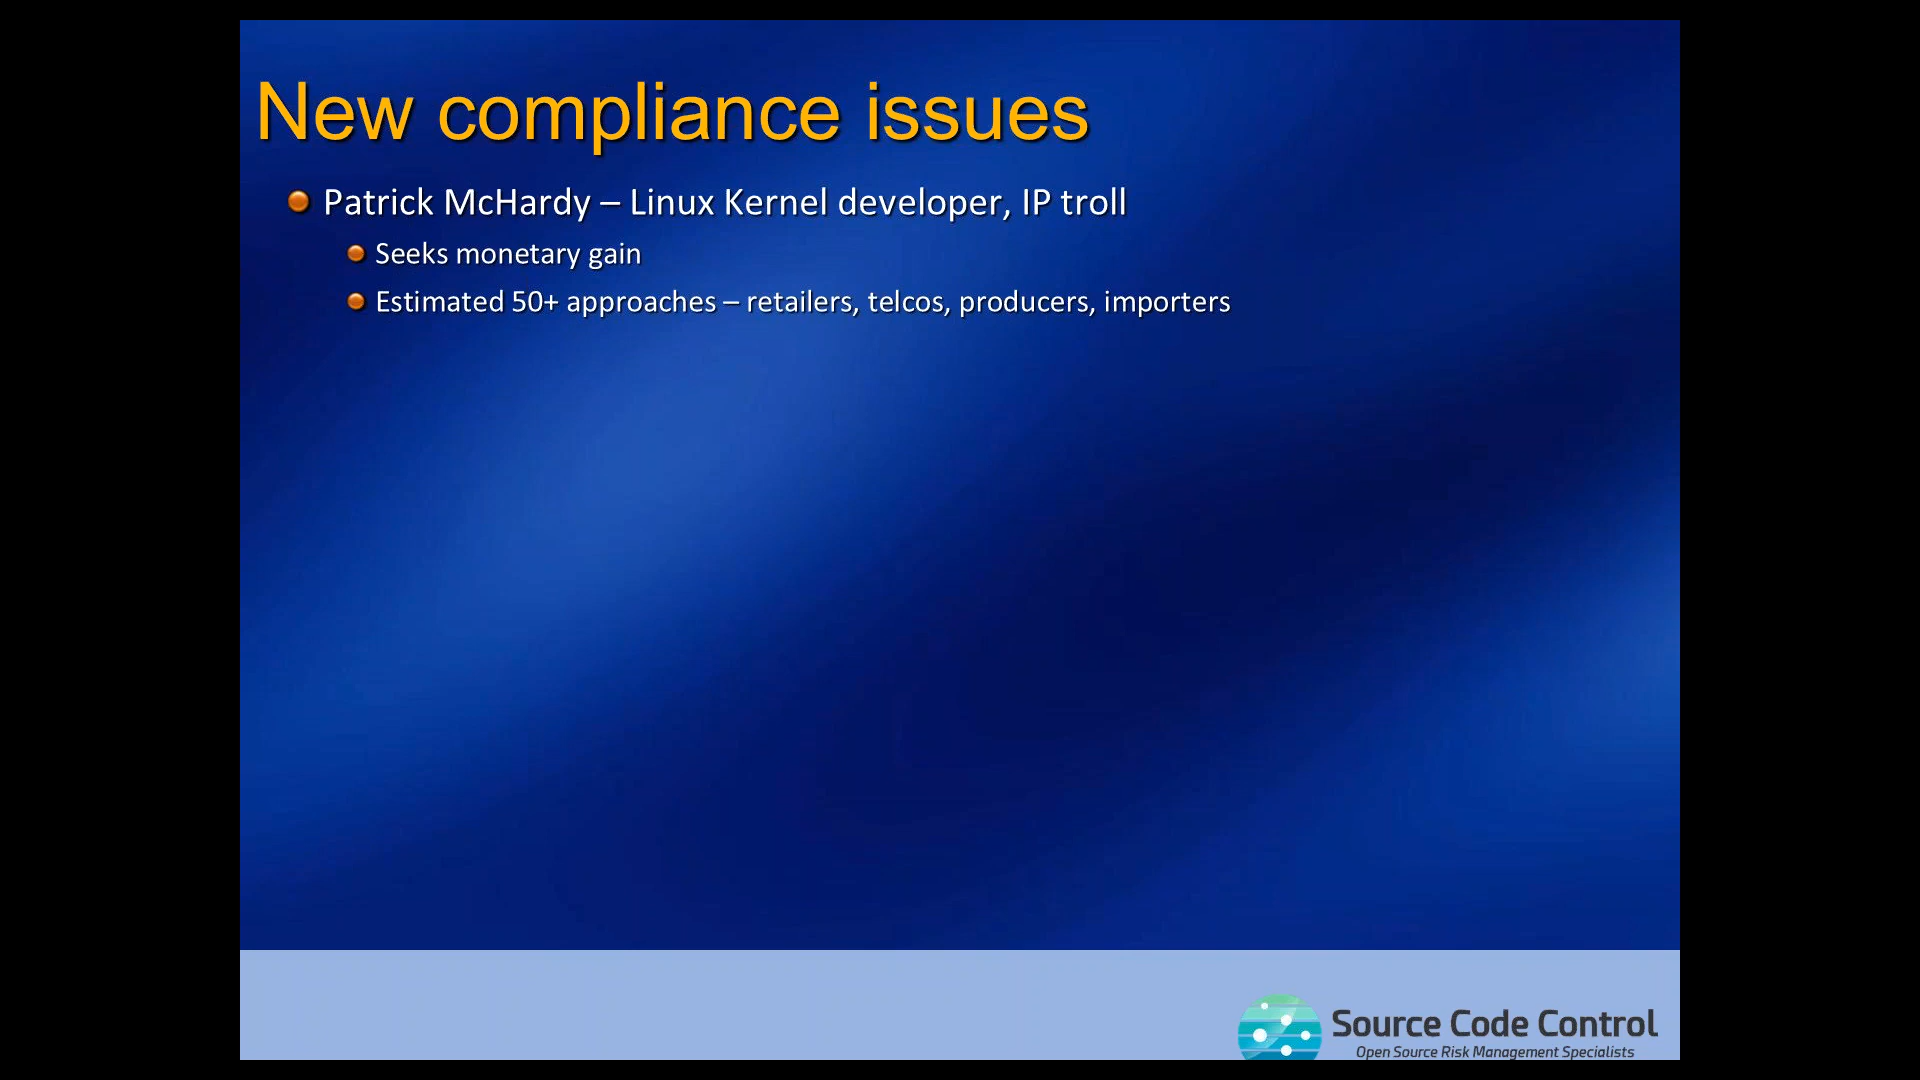 New compliance issues
Patrick McHardy – Linux Kernel developer, IP troll
Seeks monetary gain
Estimated 50+ approaches – retailers, telcos, producers, importers
Source Code Control
Open Source Risk Management Specialists